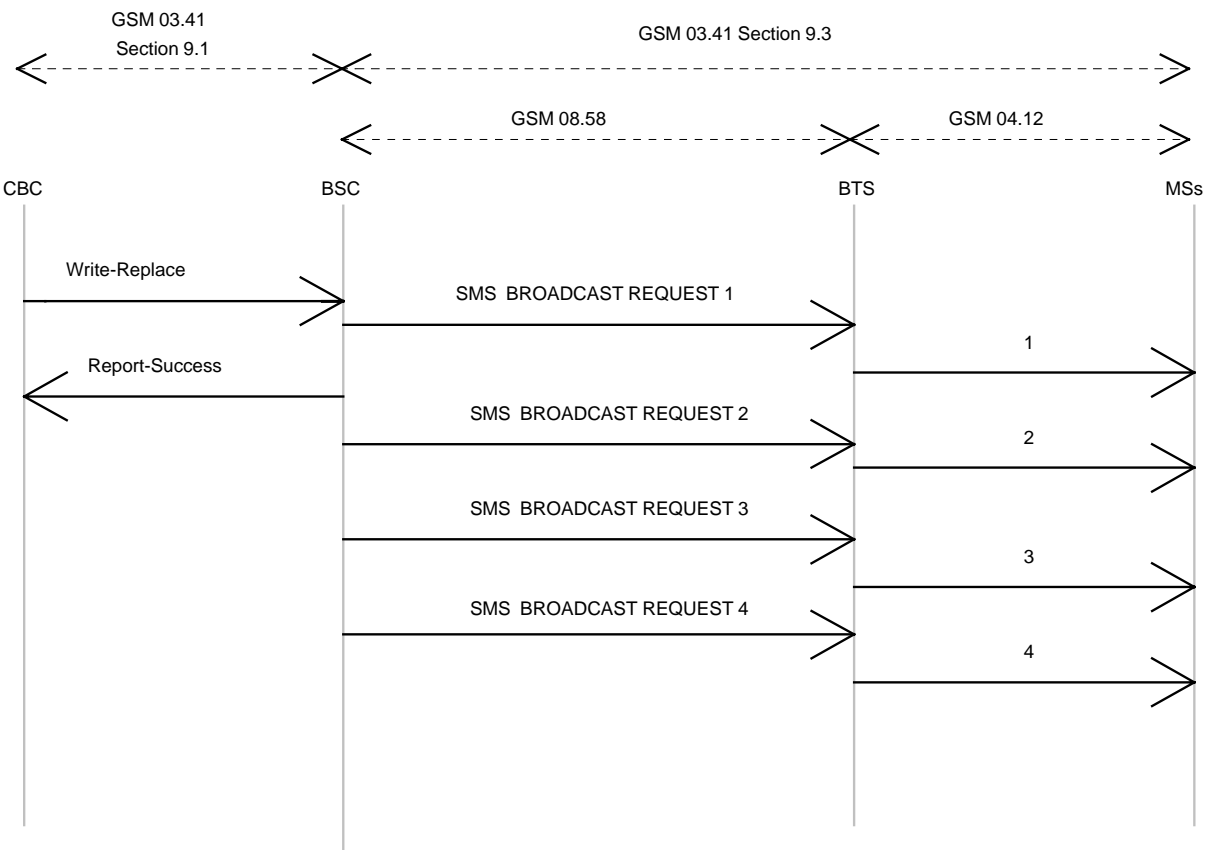 GSM 03.41
Section 9.1
GSM 03.41 Section 9.3
GSM 08.58
GSM 04.12
CBC
BSC
BTS
MSs
Write-Replace
SMS BROADCAST REQUEST 1
1
Report-Success
SMS BROADCAST REQUEST 2
2
SMS BROADCAST REQUEST 3
3
SMS BROADCAST REQUEST 4
4